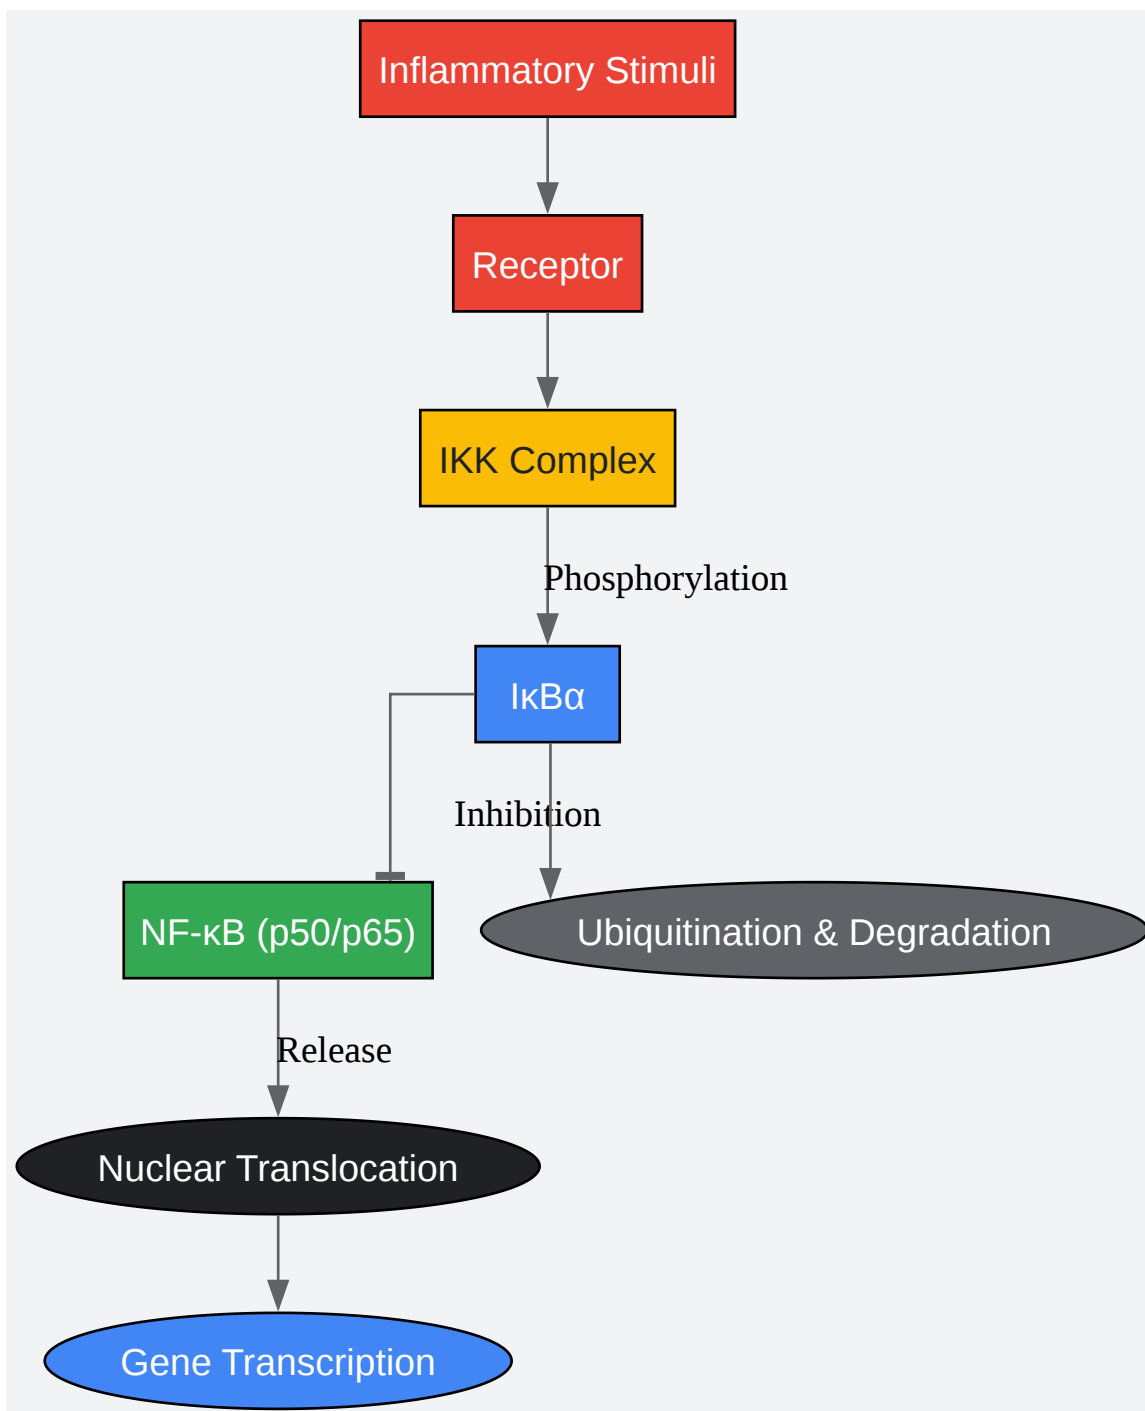 Inflammatory Stimuli
Receptor
IKK Complex
Phosphorylation
IκBα
Inhibition
NF-κB (p50/p65)
Ubiquitination & Degradation
Release
Nuclear Translocation
Gene Transcription